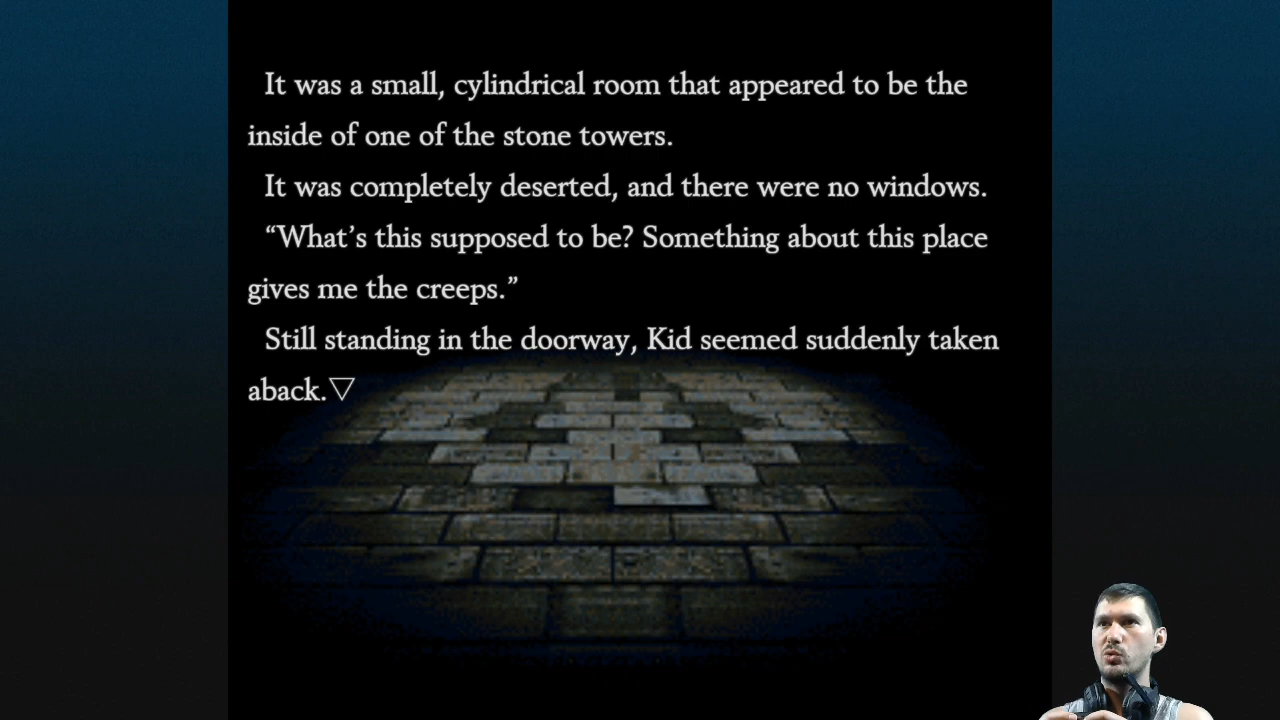 It was a small, cylindrical room that appeared to be the
inside of one of the stone towers.
It was completely deserted, and there were no windows.
“What’s this supposed to be? Something about this place
gives me the creeps.”
Still standing in the doorway, Kid seemed suddenly taken
aback.▽